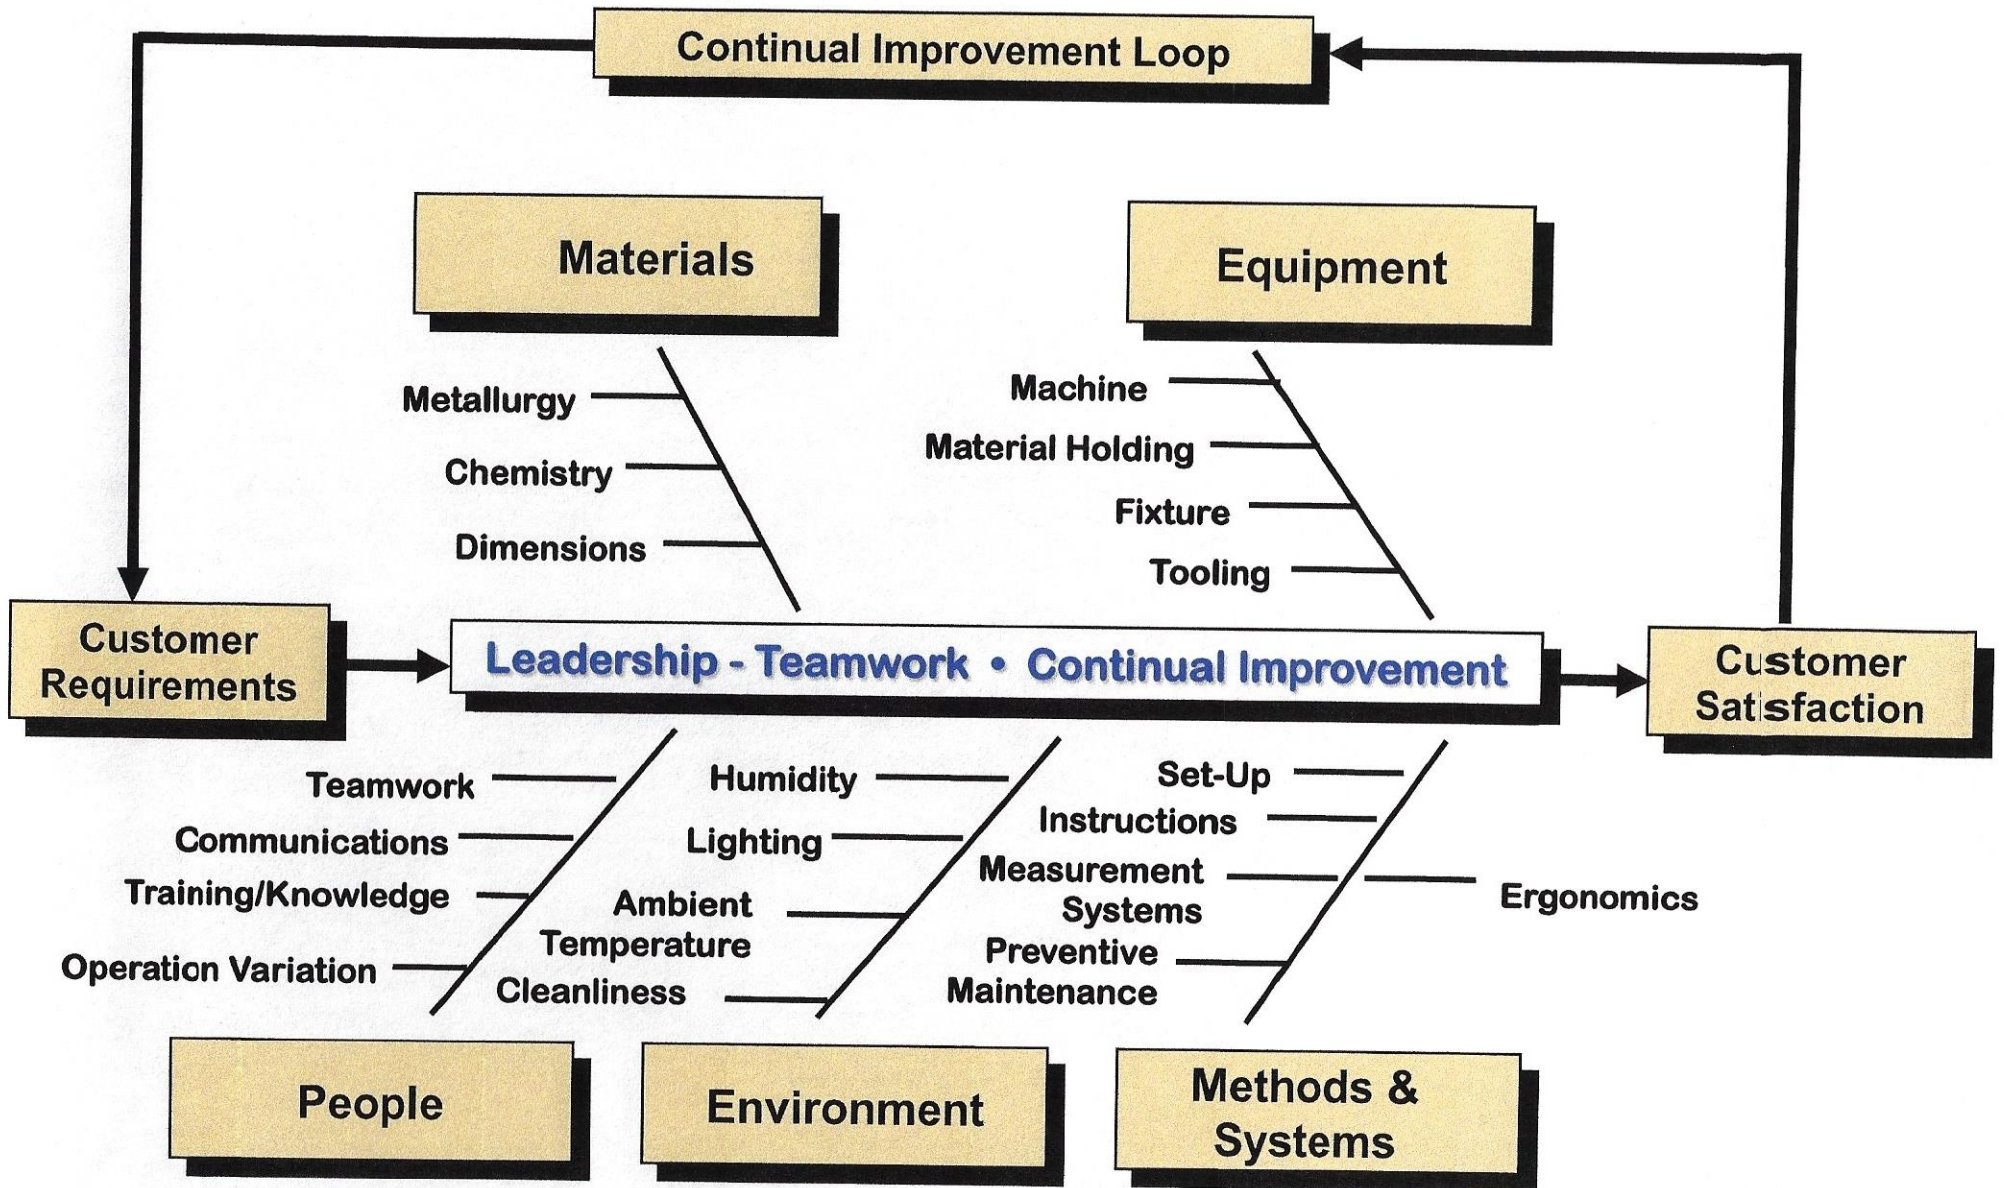 Continual Improvement Loop
Materials
Equipment
Metallurgy
Chemistry
Dimensions
Machine
Material Holding
Fixture
Tooling
Customer
Requirements
Leadership - Teamwork • Continual Improvement
Customer
Satisfaction
Teamwork
Communications
Training/Knowledge
Operation Variation
Humidity
Lighting
Ambient
Temperature
Cleanliness
Set-Up
Instructions
Measurement
Systems
Preventive
Maintenance
Ergonomics
People
Environment
Methods &
Systems